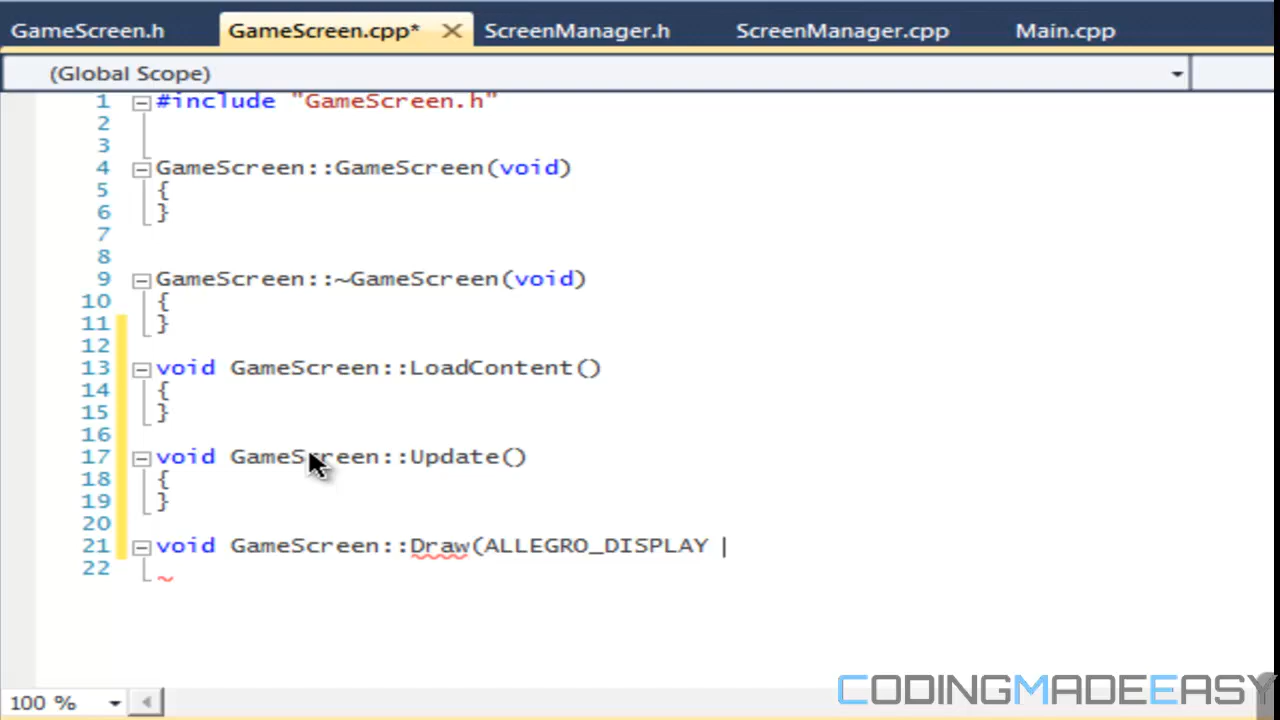 GameScreen.h GameScreen.cpp* ScreenManager.h ScreenManager.cpp Main.cpp
(Global Scope)
1 #include "GameScreen.h"
2
3
4 GameScreen::GameScreen(void)
5 {
6 }
7
8
9 GameScreen::~GameScreen(void)
10 {
11 }
12
13 void GameScreen::LoadContent()
14 {
15 }
16
17 void GameScreen::Update()
18 {
19 }
20
21 void GameScreen::Draw(ALLEGRO_DISPLAY
22
100 %
CODINGMADEEASY